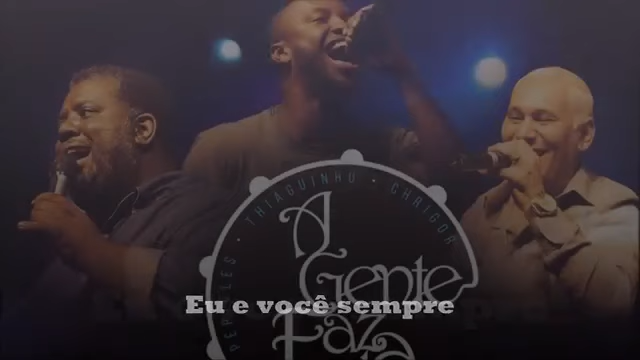 PERICLES • THIAGUINHO • CHRIGOR
A
Gente
Faz
Eu e você sempre